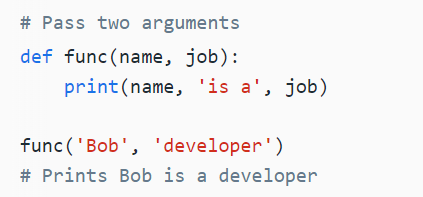 # Pass two arguments
def func(name, job):
    print(name, 'is a', job)

func('Bob', 'developer')
# Prints Bob is a developer